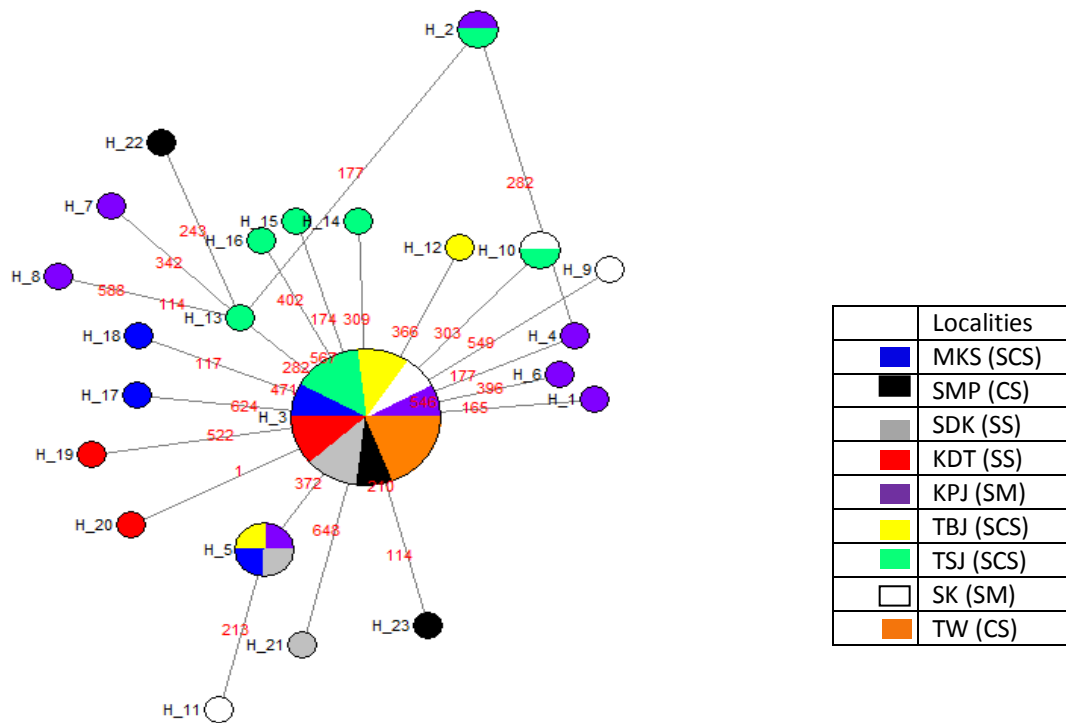 H_2
H_22
177
282
H_7
H_15
H_14
243
H_16
H_12
H_10
342
H_9
H_8
588
402
114
H_13
174
309
366
303
549
H_4
H_18
117
282
567
177
H_6
396
H_17
471
546
165
H_1
624
H_3
H_19
522
1
372
210
H_20
648
H_5
114
213
H_21
H_23
H_11
Localities
MKS (SCS)
SMP (CS)
SDK (SS)
KDT (SS)
KPJ (SM)
TBJ (SCS)
TSJ (SCS)
SK (SM)
TW (CS)